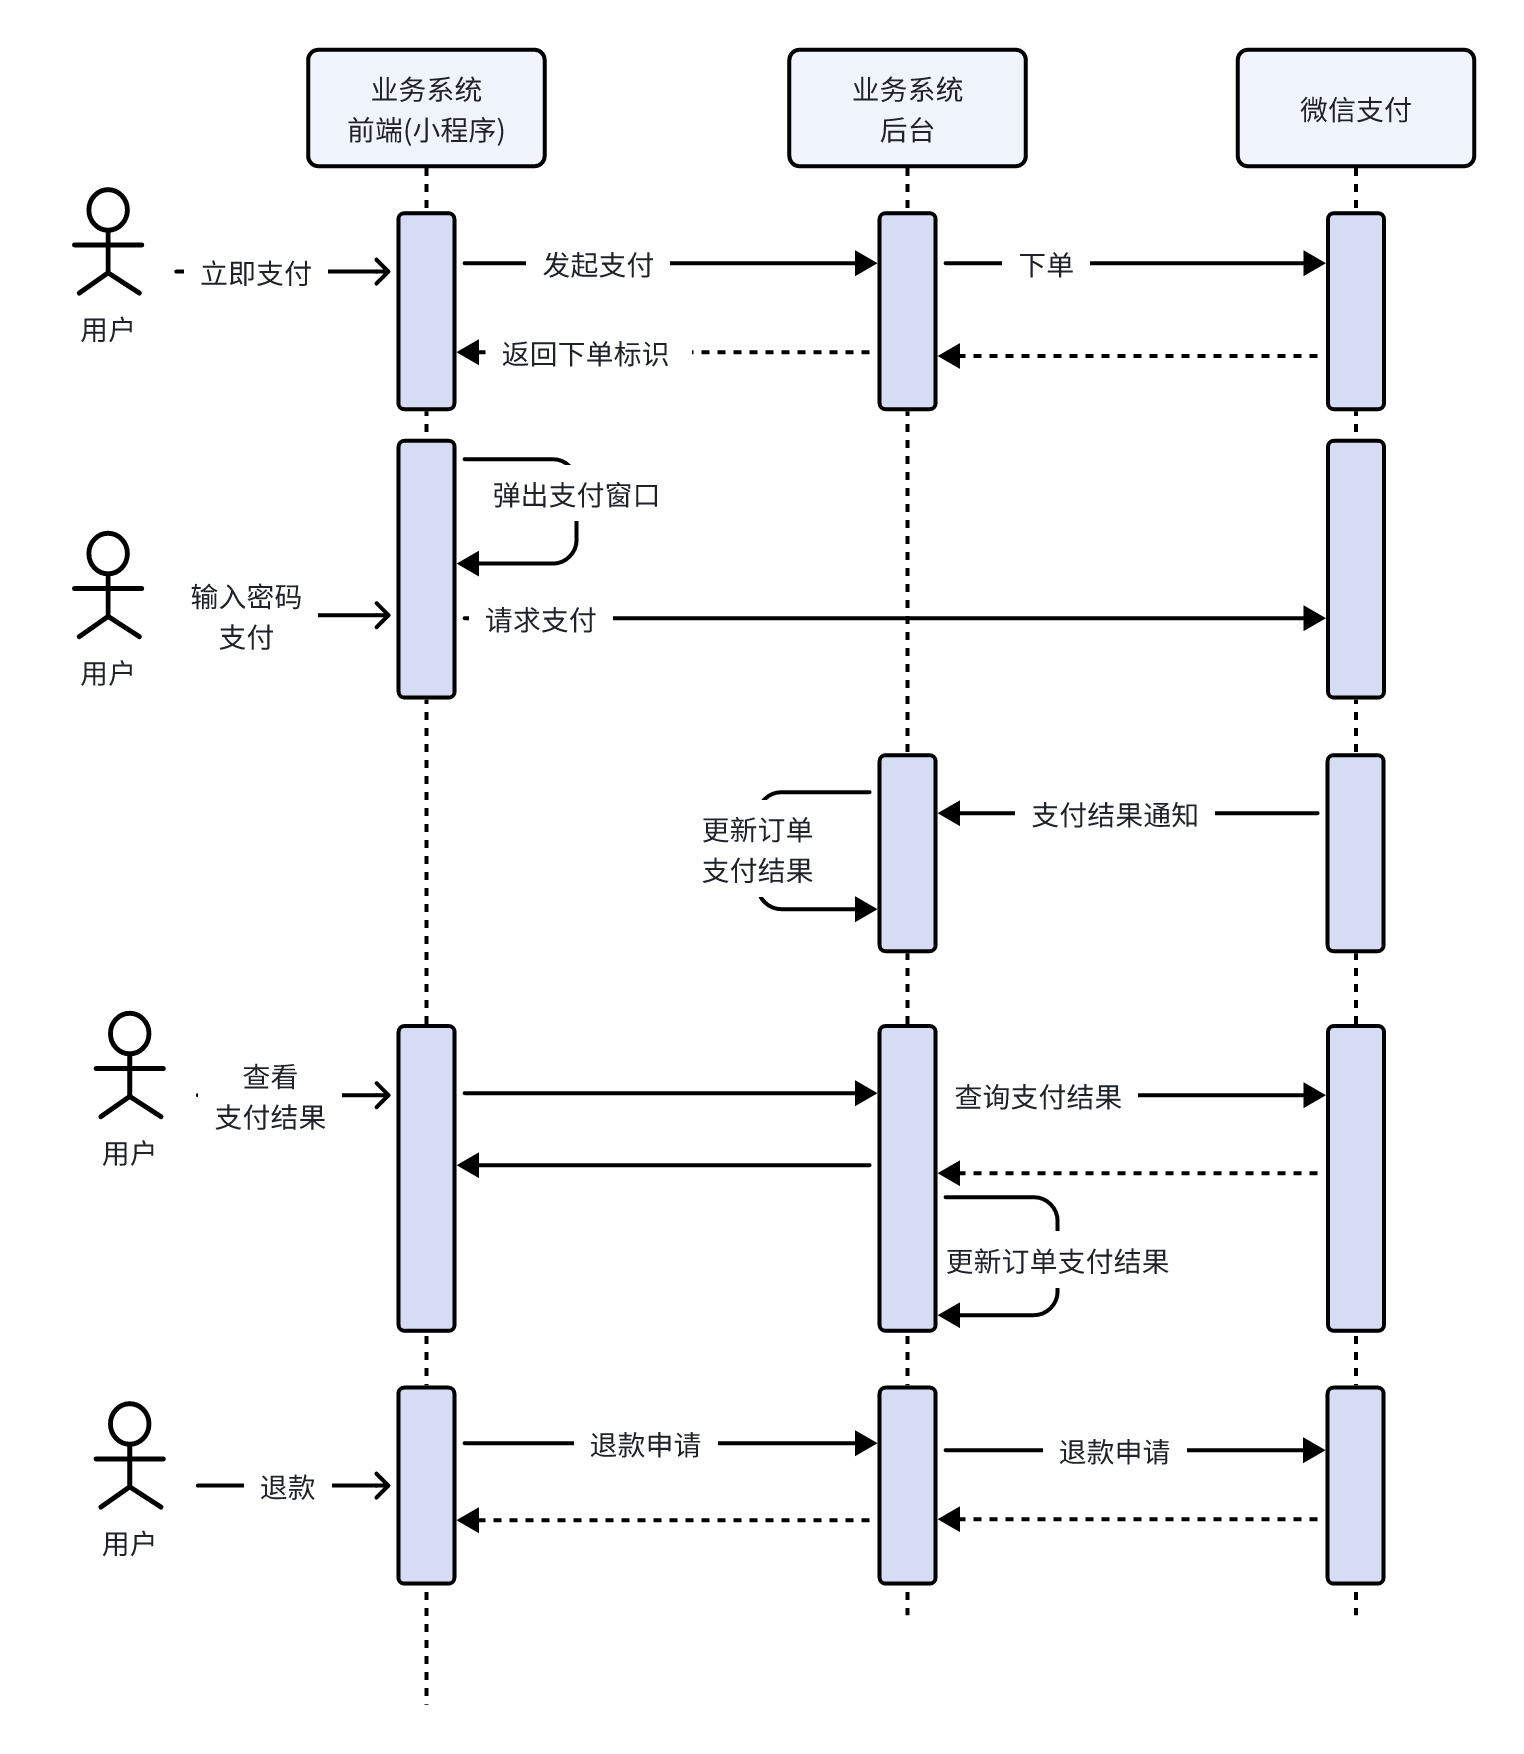 业务系统
前端(小程序)
业务系统
后台
微信支付
用户
立即支付
发起支付
下单
返回下单标识
弹出支付窗口
用户
输入密码
支付
请求支付
支付结果通知
更新订单
支付结果
用户
查看
支付结果
查询支付结果
更新订单支付结果
用户
退款
退款申请
退款申请